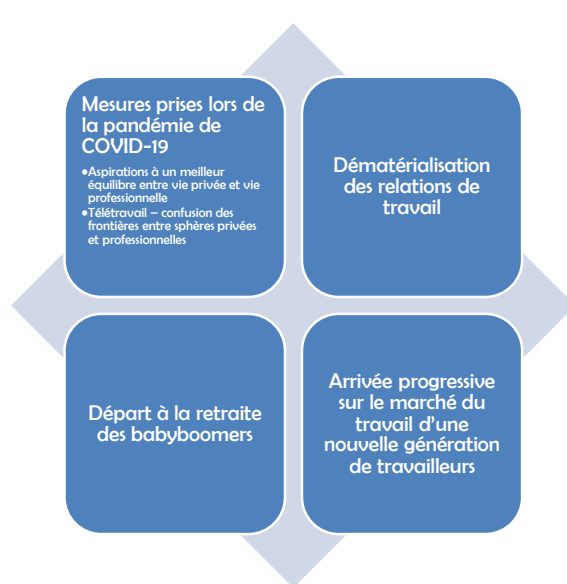 Mesures prises lors de
la pandémie de
COVID-19
•Aspirations à un meilleur
équilibre entre vie privée et vie
professionnelle
•Télétravail – confusion des
frontières entre sphères privées
et professionnelles
Dématérialisation
des relations de
travail
Départ à la retraite
des babyboomers
Arrivée progressive
sur le marché du
travail d'une
nouvelle génération
de travailleurs